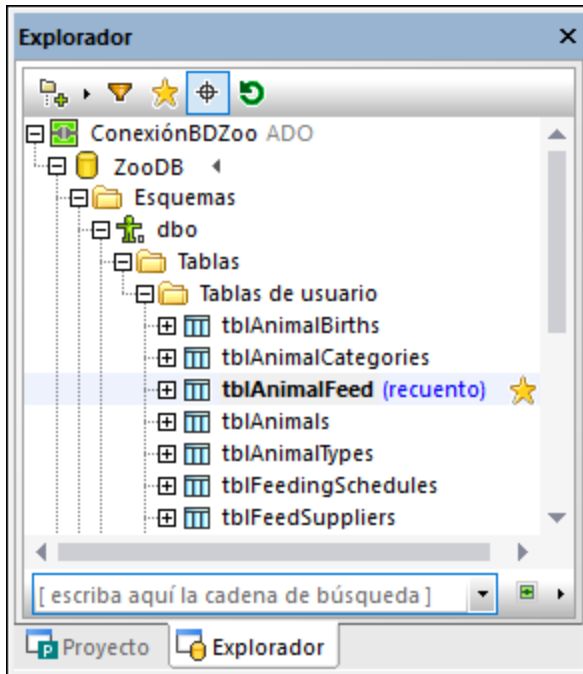 Explorador
ConexiónBDZoo ADO
ZooDB
Esquemas
dbo
Tablas
Tablas de usuario
tblAnimalBirths
tblAnimalCategories
tblAnimalFeed (recuento)
tblAnimals
tblAnimalTypes
tblFeedingSchedules
tblFeedSuppliers
[ escriba aquí la cadena de búsqueda ]
Proyecto Explorador